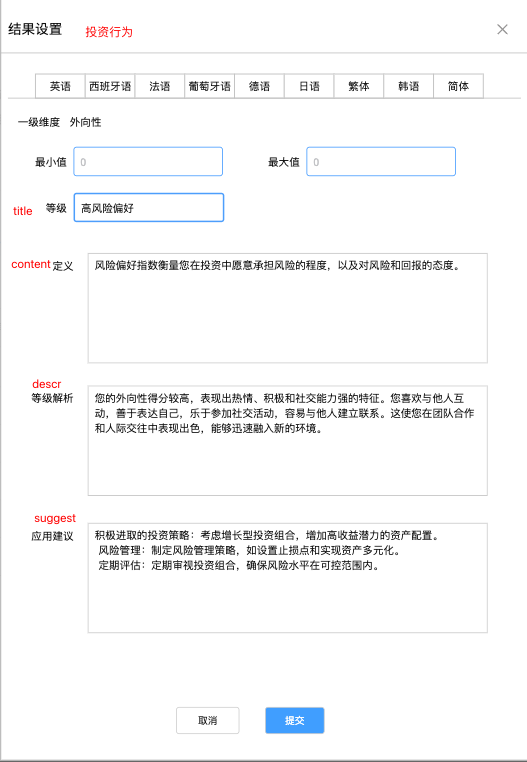 结果设置 投资行为
英语 西班牙语 法语 葡萄牙语 德语 日语 繁体 韩语 简体
一级维度 外向性
最小值 0 最大值 0
title 等级 高风险偏好
content 定义 风险偏好指数衡量您在投资中愿意承担风险的程度，以及对风险和回报的态度。
descr
等级解析 您的外向性得分较高，表现出热情、积极和社交能力强的特征。您喜欢与他人互
动，善于表达自己，乐于参加社交活动，容易与他人建立联系。这使您在团队合作
和人际交往中表现出色，能够迅速融入新的环境。
suggest
应用建议 积极进取的投资策略：考虑增长型投资组合，增加高收益潜力的资产配置。
风险管理：制定风险管理策略，如设置止损点和实现资产多元化。
定期评估：定期审视投资组合，确保风险水平在可控范围内。
取消 提交